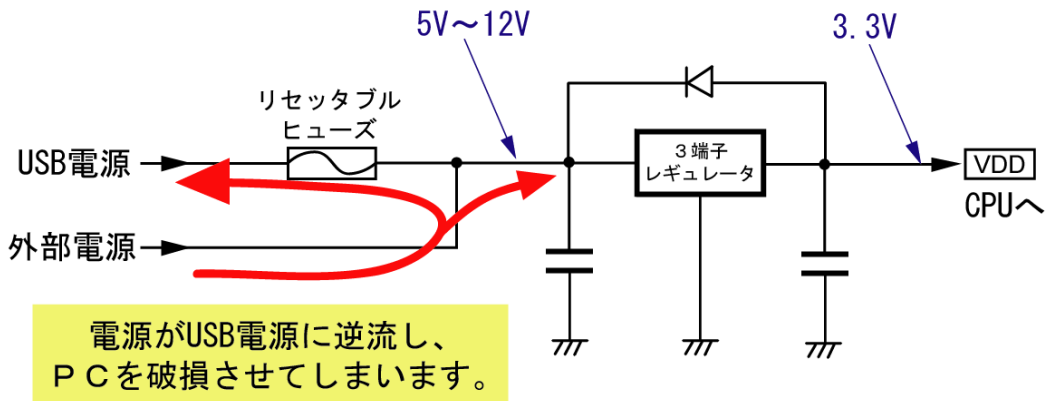 5V～12V
3.3V
リセッタブル
ヒューズ
USB電源
3端子
レギュレータ
VDD
CPUへ
外部電源
電源がUSB電源に逆流し、
ＰＣを破損させてしまいます。